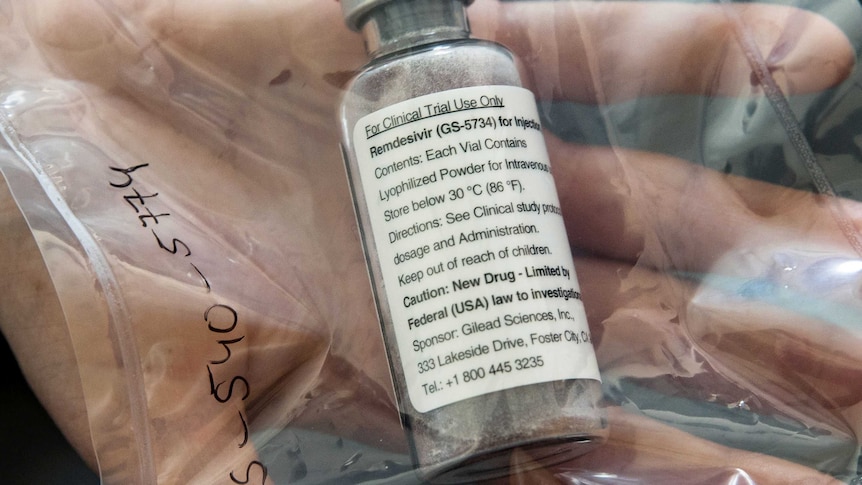 For Clinical Trial Use Only
Remdesivir (GS-5734) for Injection
Contents: Each Vial Contains
Lyophilized Powder for Intravenous
Store below 30 °C (86 °F).
Directions: See Clinical study protoc
dosage and Administration.
Keep out of reach of children.
Caution: New Drug - Limited by
Federal (USA) law to investigation
Sponsor: Gilead Sciences, Inc.,
333 Lakeside Drive, Foster City, CA
Tel.: +1 800 445 3235